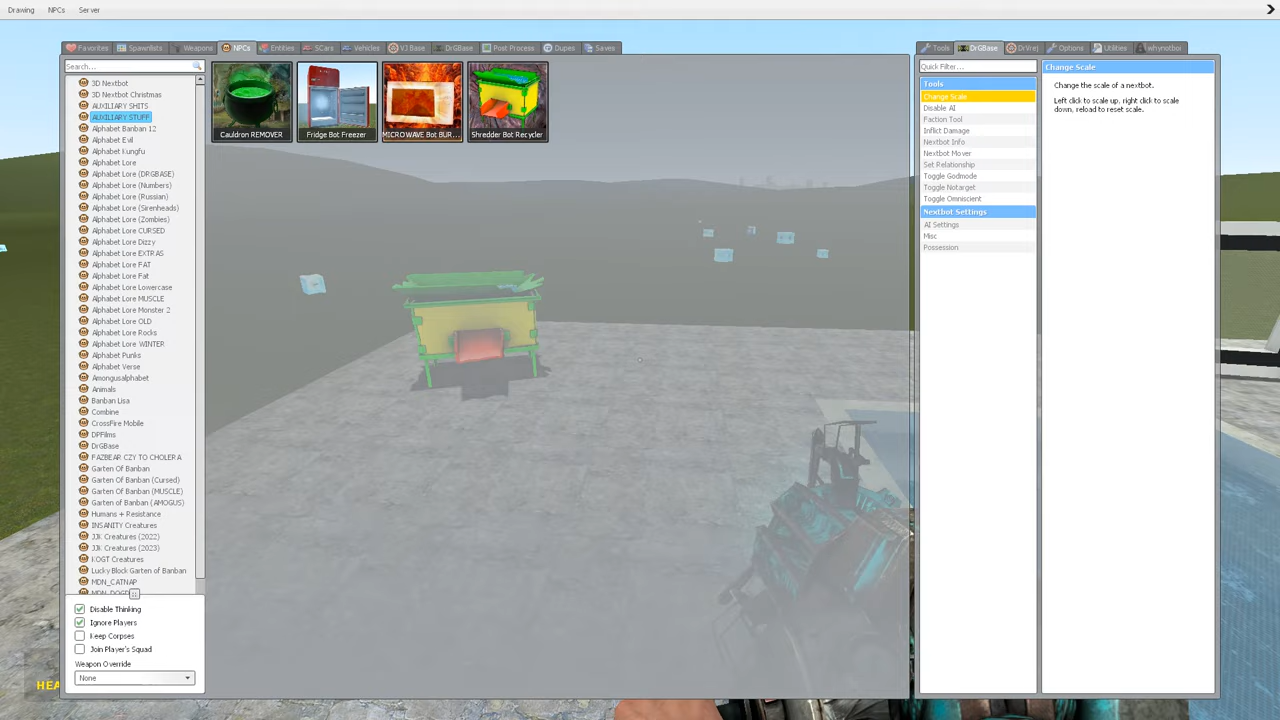 Drawing NPCs Server
Favorites Spawnlists Weapons NPCs Entities SCars Vehicles VJ Base DrGBase Post Process Dupes Saves
Search...
3D Nextbot
3D Nextbot Christmas
AUXILIARY SHITS
AUXILIARY STUFF
Alphabet Banban 12
Alphabet Evil
Alphabet Kungfu
Alphabet Lore
Alphabet Lore (DRGBASE)
Alphabet Lore (Numbers)
Alphabet Lore (Russian)
Alphabet Lore (Sirenheads)
Alphabet Lore (Zombies)
Alphabet Lore CURSED
Alphabet Lore Dizzy
Alphabet Lore EXTRAS
Alphabet Lore FAT
Alphabet Lore Fat
Alphabet Lore Lowercase
Alphabet Lore MUSCLE
Alphabet Lore Monster 2
Alphabet Lore OLD
Alphabet Lore Rocks
Alphabet Lore WINTER
Alphabet Punks
Alphabet Verse
Amongusalphabet
Animals
Banban Lisa
Combine
CrossFire Mobile
DPFilms
DrGBase
FAZBEAR CZY TO CHOLERA
Garten Of Banban
Garten Of Banban (Cursed)
Garten Of Banban (MUSCLE)
Garten of Banban (AMOGUS)
Humans + Resistance
INSANITY Creatures
JJK Creatures (2022)
JJK Creatures (2023)
KOGT Creatures
Lucky Block Garten of Banban
MDN_CATNAP
Disable Thinking
Ignore Players
Keep Corpses
Join Player's Squad
Weapon Override
None
HEA
Cauldron REMOVER
Fridge Bot Freezer
MICROWAVE Bot BUR...
Shredder Bot Recycler
Tools DrGBase DrVrej Options Utilities whynotboi
Quick Filter...
Tools
Change Scale
Disable AI
Faction Tool
Inflict Damage
Nextbot Info
Nextbot Mover
Set Relationship
Toggle Godmode
Toggle Notarget
Toggle Omniscient
Nextbot Settings
AI Settings
Misc
Possession
Change Scale
Change the scale of a nextbot.
Left click to scale up, right click to scale
down, reload to reset scale.